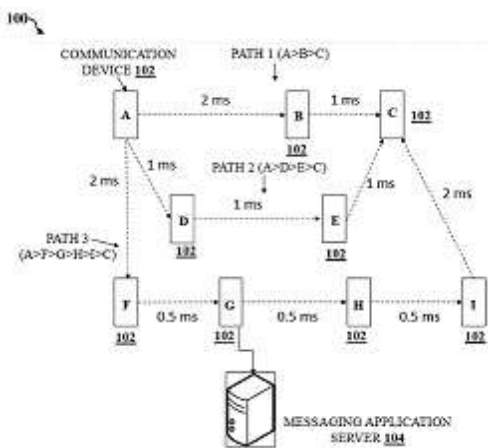 100
COMMUNICATION
DEVICE 102
PATH 1 (A>B>C)
A
2 ms
B
1 ms
C
102
102
2 ms
1 ms
PATH 2 (A>D>E>C)
1 ms
2 ms
D
1 ms
E
102
102
PATH 3
(A>F>G>H>I>C)
F
0.5 ms
G
0.5 ms
H
0.5 ms
I
102
102
102
102
MESSAGING APPLICATION
SERVER 104